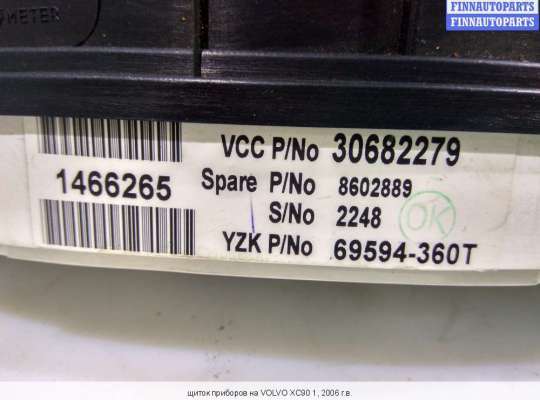 FINNAUTOPARTS
FINNAUTOPARTS
METER
VCC P/No 30682279
1466265
Spare P/No 8602889
S/No 2248
OK
YZK P/No 69594-360T
щиток приборов на VOLVO XC90 1, 2006 г.в.